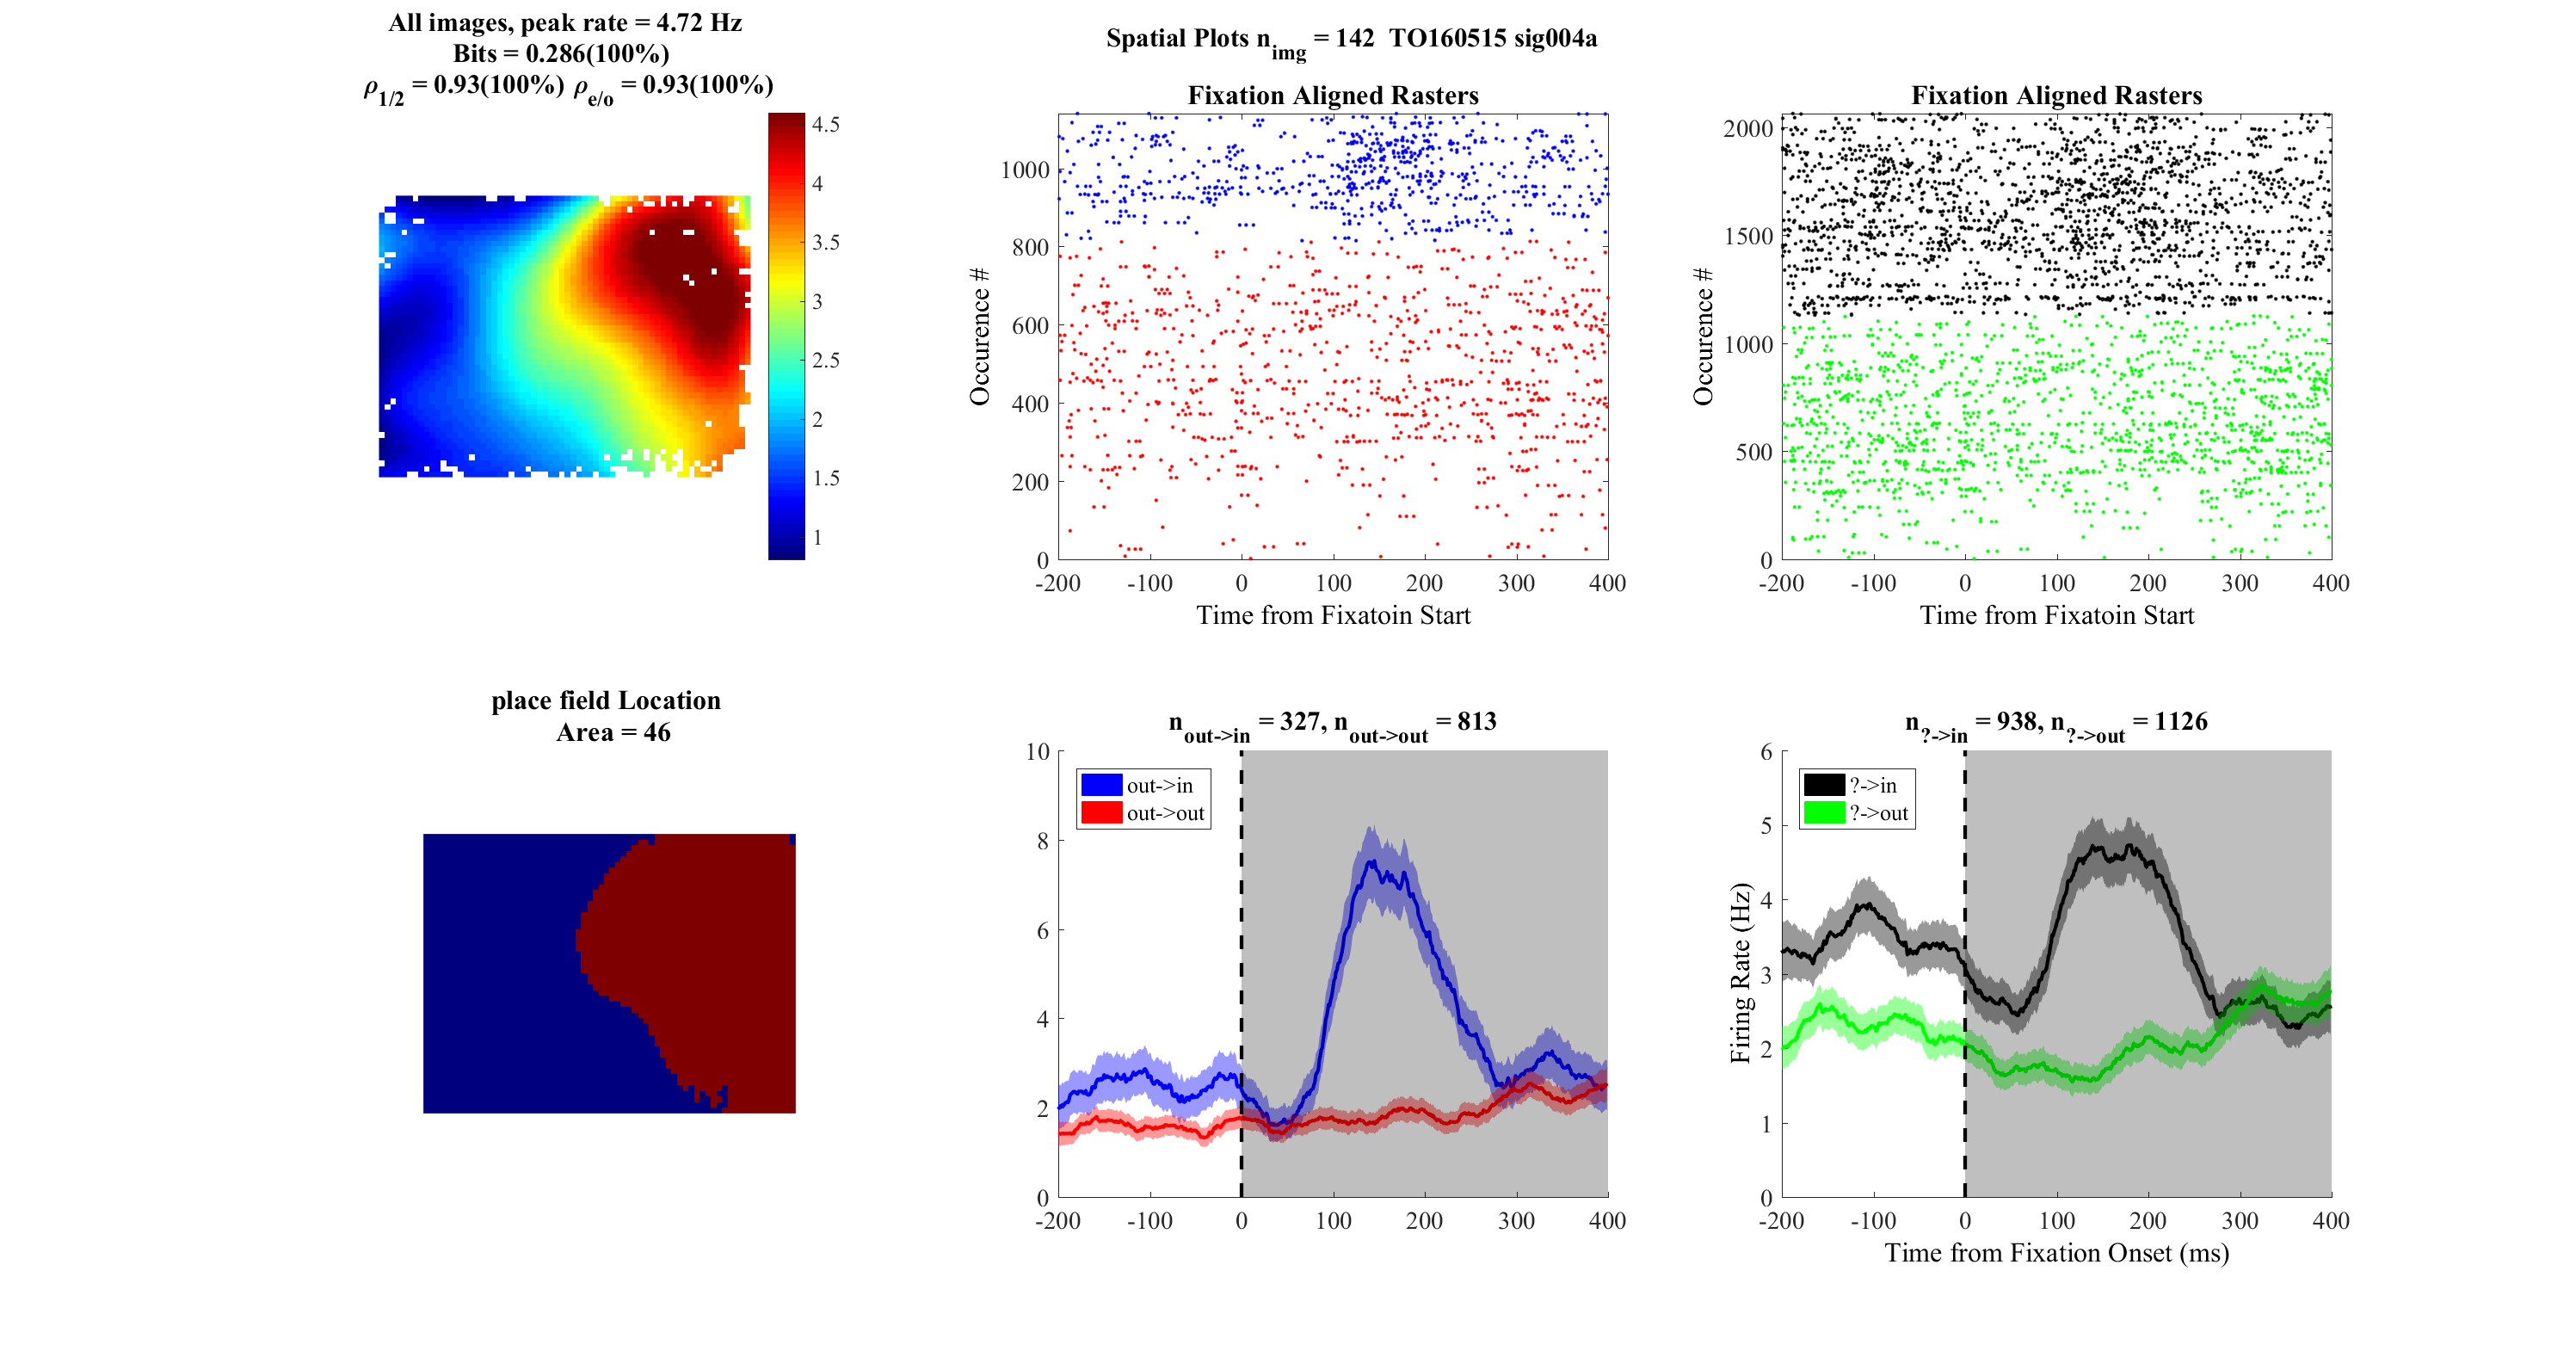 All images, peak rate = 4.72 Hz
Bits = 0.286(100%)
ρ1/2 = 0.93(100%) ρe/o = 0.93(100%)
4.5
4
3.5
3
2.5
2
1.5
1
Spatial Plots nimg = 142 TO160515 sig004a
Fixation Aligned Rasters
1000
800
600
400
200
0
Occurence #
-200 -100 0 100 200 300 400
Time from Fixatoin Start
Fixation Aligned Rasters
2000
1500
1000
500
0
Occurence #
-200 -100 0 100 200 300 400
Time from Fixatoin Start
place field Location
Area = 46
nout->in = 327, nout->out = 813
10
8
6
4
2
0
out->in
out->out
-200 -100 0 100 200 300 400
n?->in = 938, n?->out = 1126
6
5
4
3
2
1
0
Firing Rate (Hz)
?->in
?->out
-200 -100 0 100 200 300 400
Time from Fixation Onset (ms)